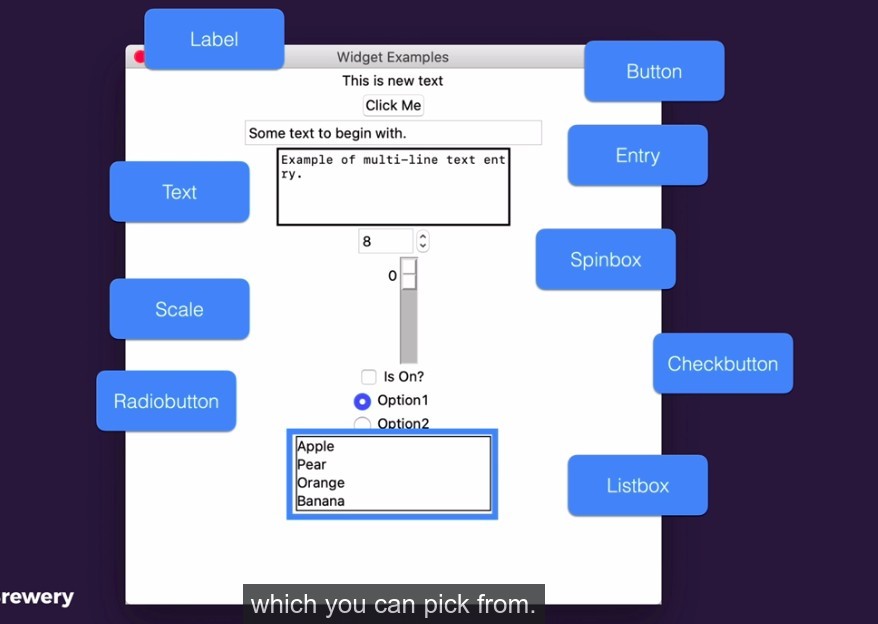 Label
Widget Examples
Button
This is new text
Click Me
Some text to begin with.
Entry
Example of multi-line text ent
ry.
Text
8
Spinbox
0
Scale
Checkbutton
Is On?
Radiobutton
Option1
Option2
Apple
Pear
Orange
Banana
Listbox
rewery
which you can pick from.